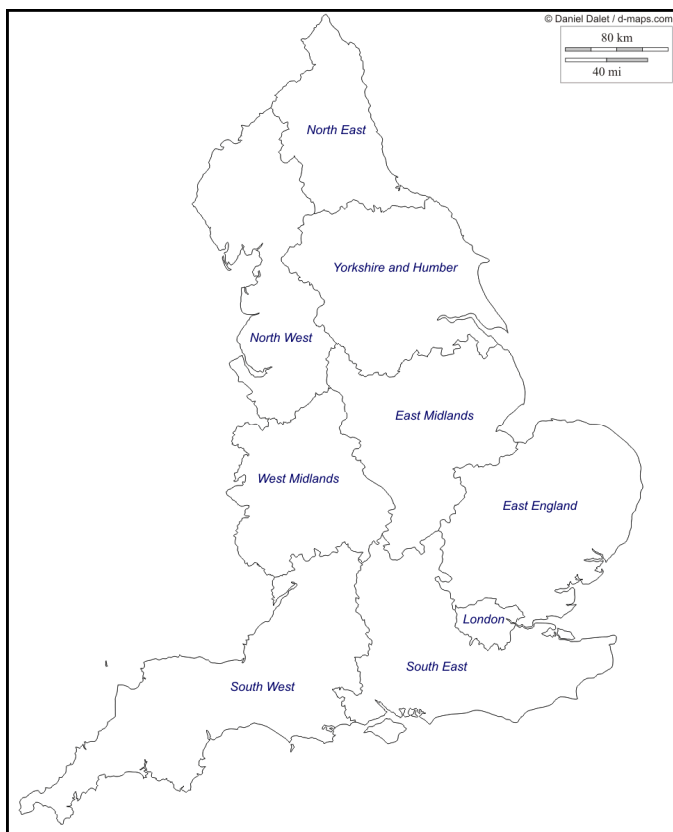 © Daniel Dalet / d-maps.com
80 km
40 mi
North East
Yorkshire and Humber
North West
East Midlands
West Midlands
East England
London
South East
South West